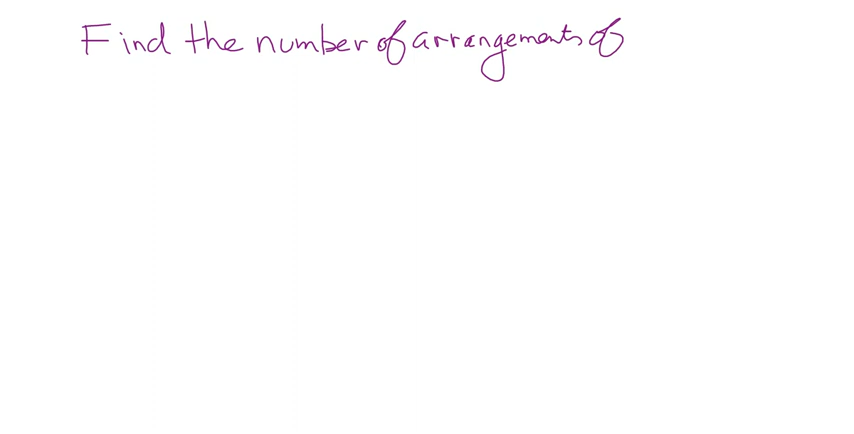 Find the number of arrangements of